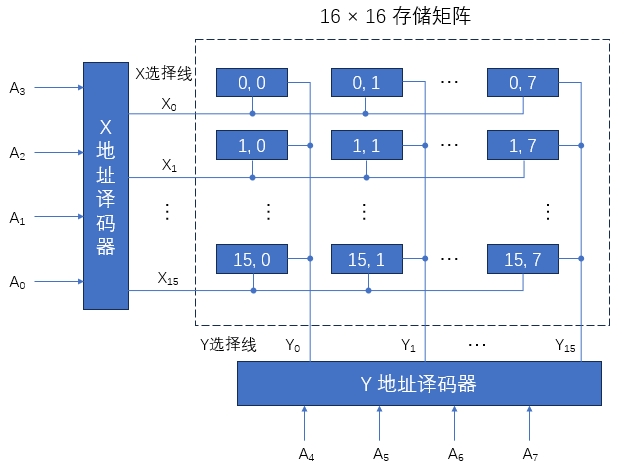 16 × 16 存储矩阵
X选择线
0, 0
0, 1
···
0, 7
A3
X0
A2
X
地
址
译
码
器
1, 0
1, 1
···
1, 7
X1
A1
⋮
⋮
⋮
⋮
A0
15, 0
15, 1
···
15, 7
X15
Y选择线
Y0
Y1
···
Y15
Y 地址译码器
A4
A5
A6
A7